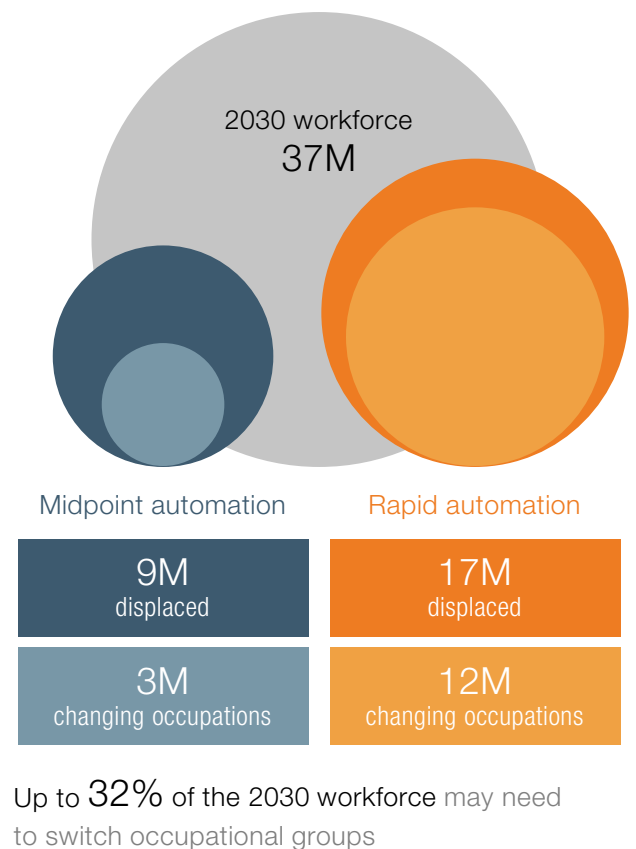 2030 workforce
37M
Midpoint automation
Rapid automation
9M
displaced
17M
displaced
3M
changing occupations
12M
changing occupations
Up to 32% of the 2030 workforce may need
to switch occupational groups